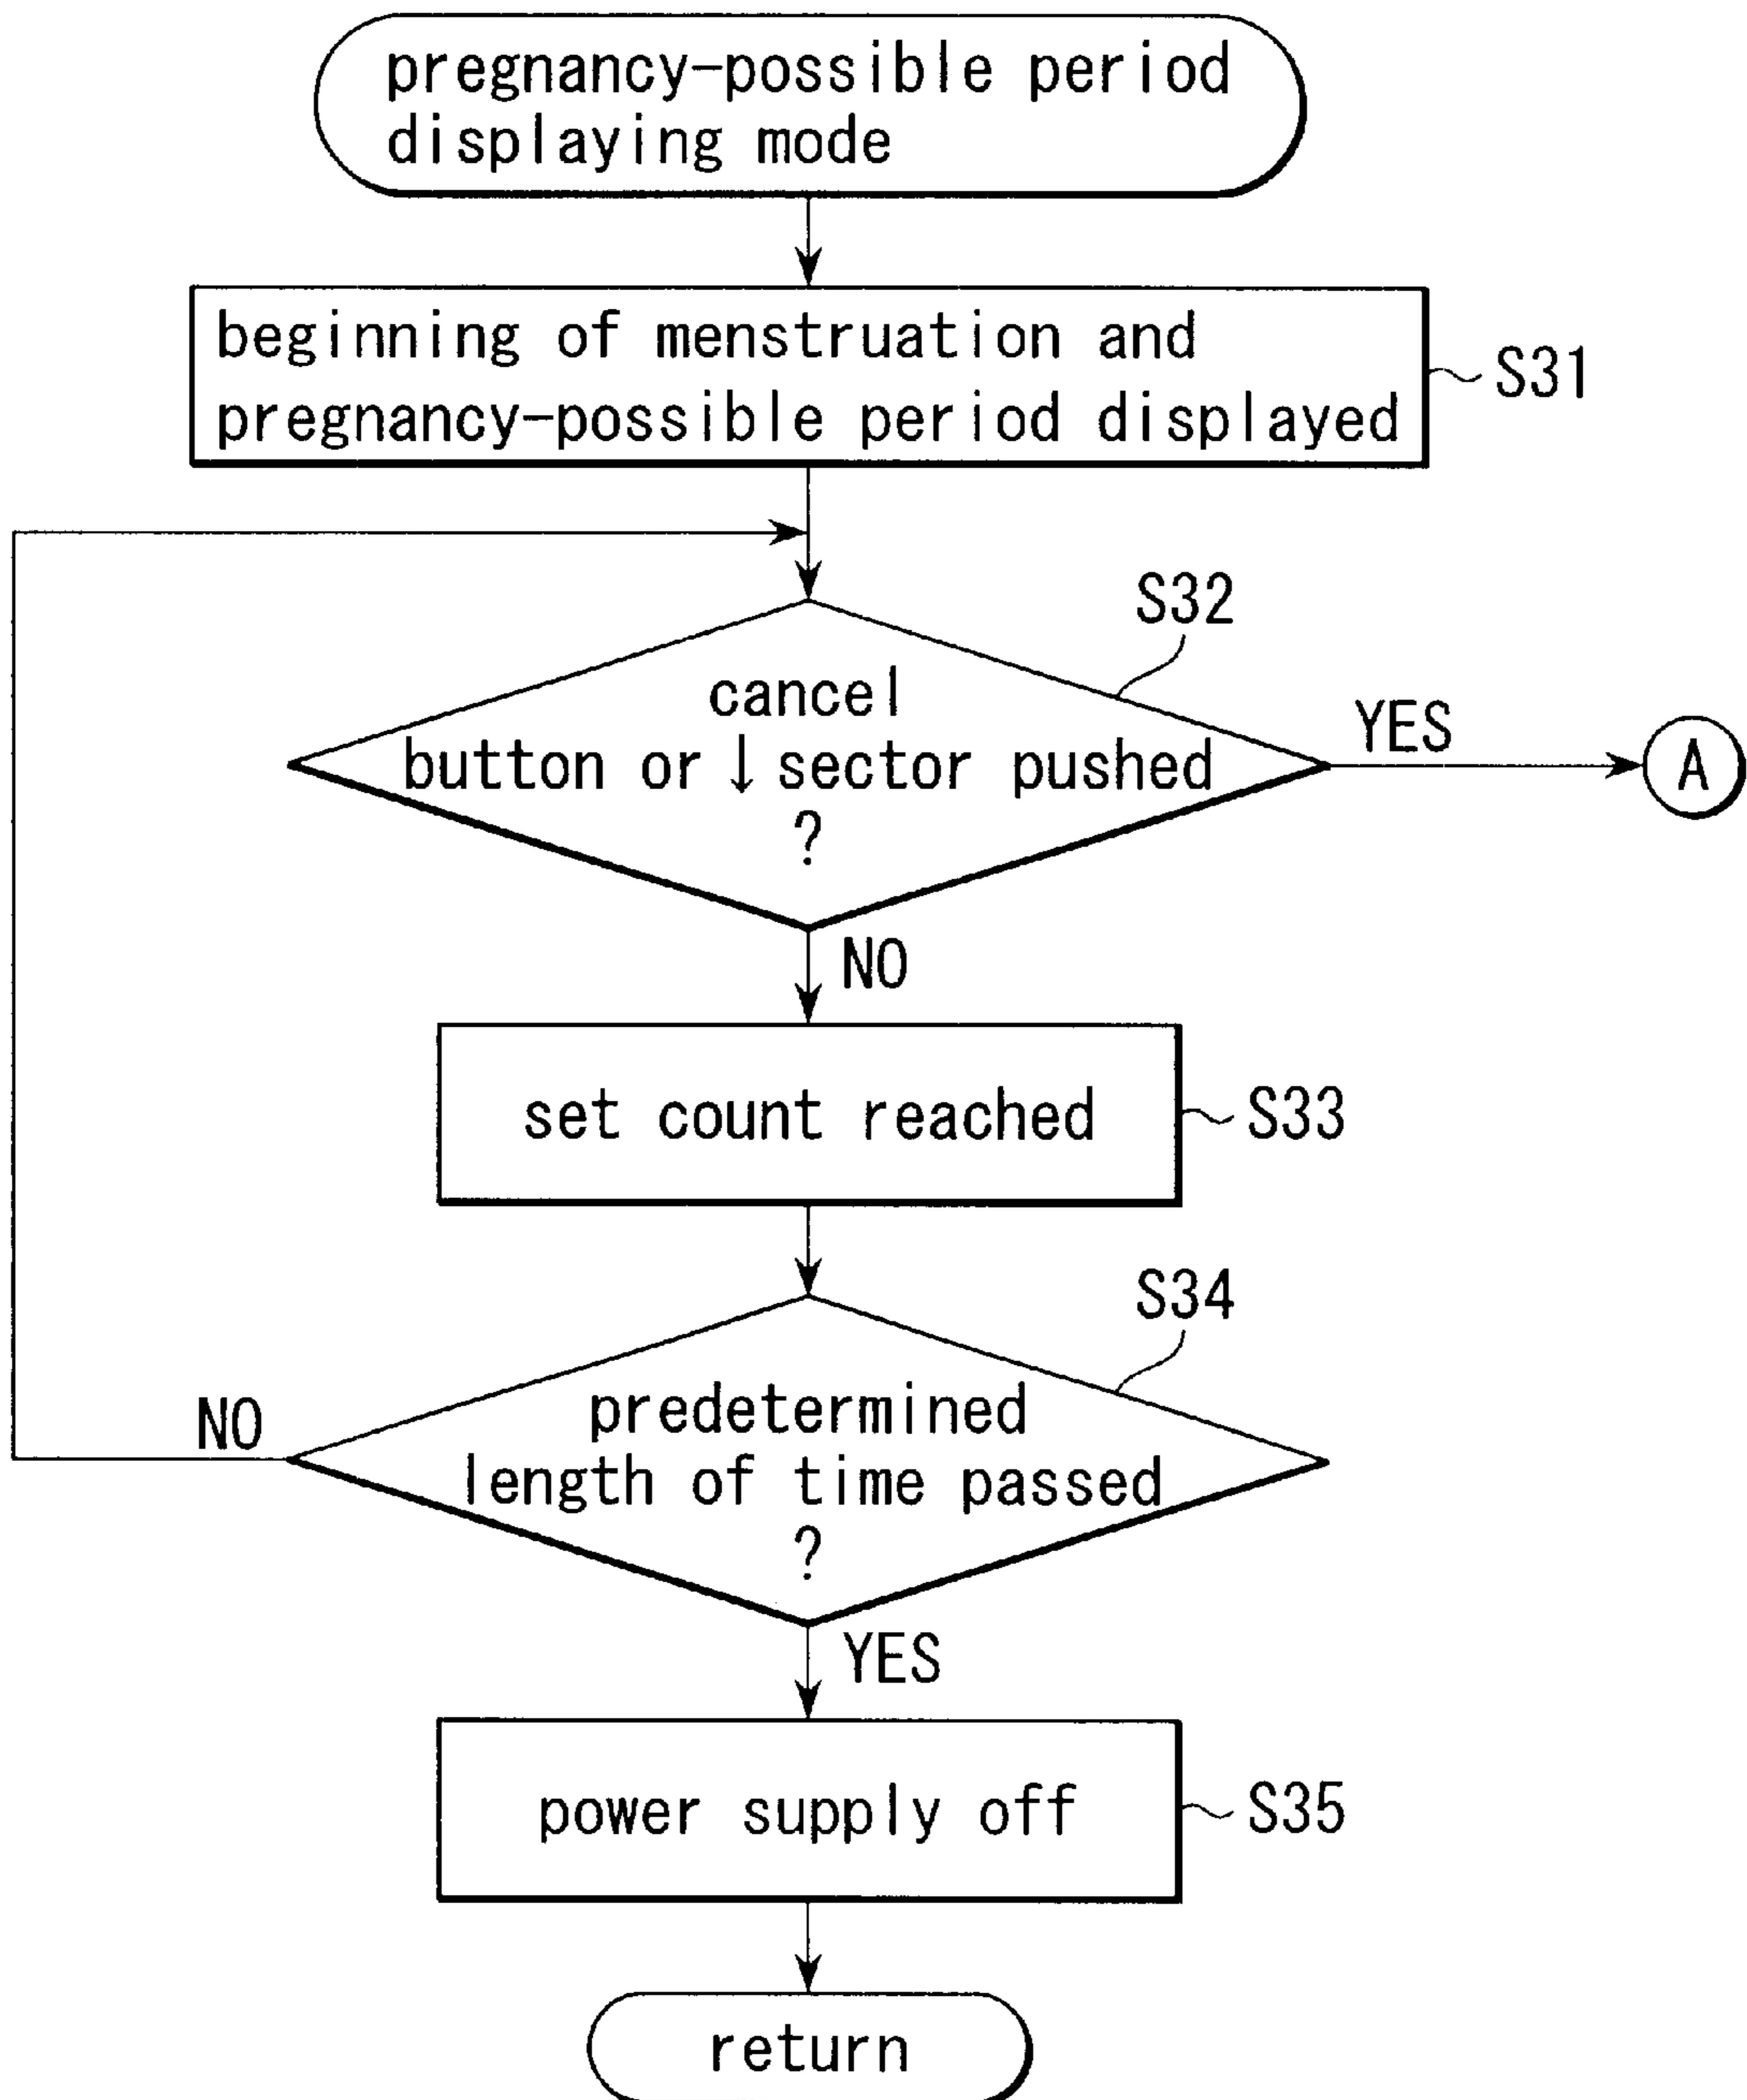 pregnancy-possible period
displaying mode
beginning of menstruation and
pregnancy-possible period displayed
S31
S32
cancel
button or ↓ sector pushed
?
YES
A
NO
set count reached
S33
S34
predetermined
length of time passed
?
NO
YES
power supply off
S35
return